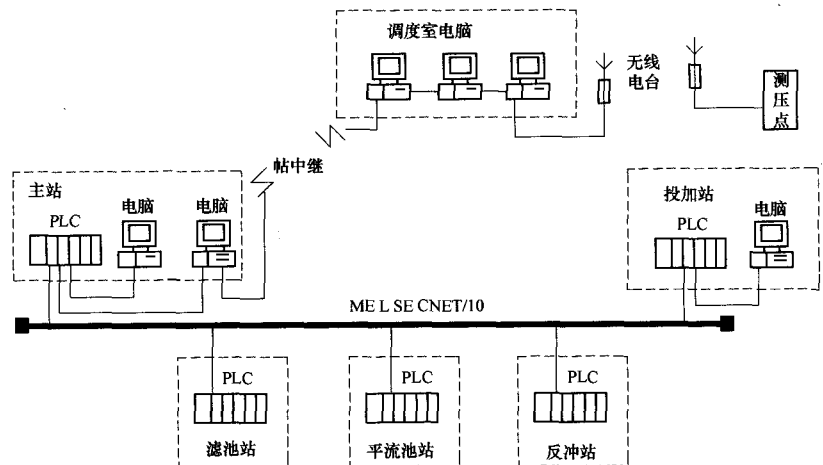 调度室电脑
无线
电台
测
压
点
帖中继
主站
PLC
电脑
电脑
投加站
PLC
电脑
ME L SE CNET/10
PLC
滤池站
PLC
平流池站
PLC
反冲站